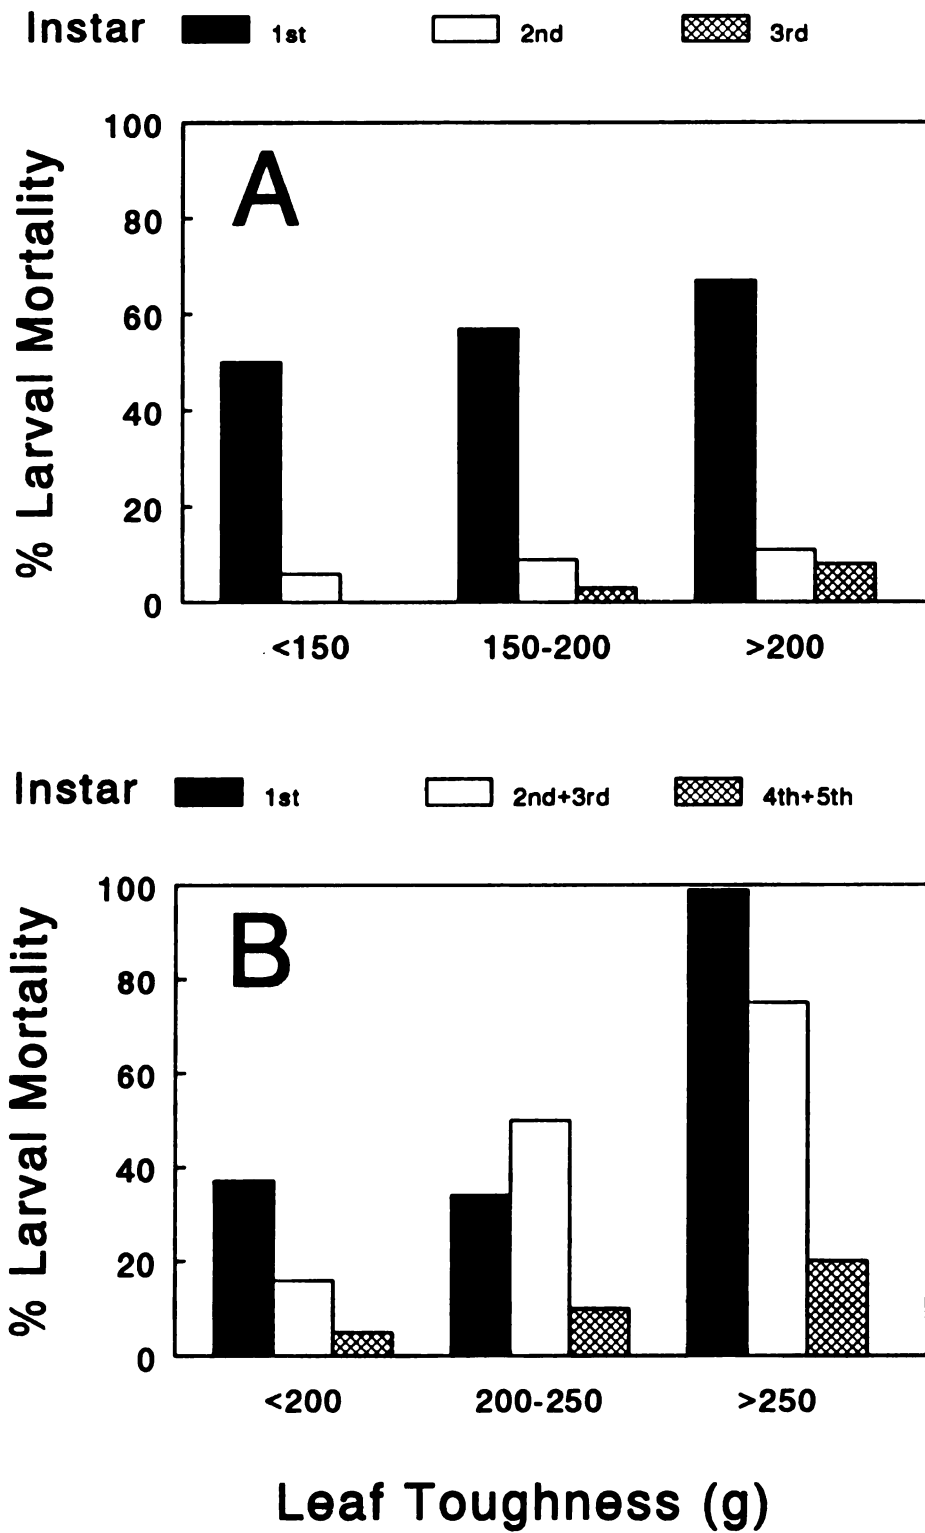 Instar 1st 2nd 3rd
100
80
60
40
20
0
% Larval Mortality
A
<150 150-200 >200
Instar 1st 2nd+3rd 4th+5th
100
80
60
40
20
0
% Larval Mortality
B
<200 200-250 >250
Leaf Toughness (g)